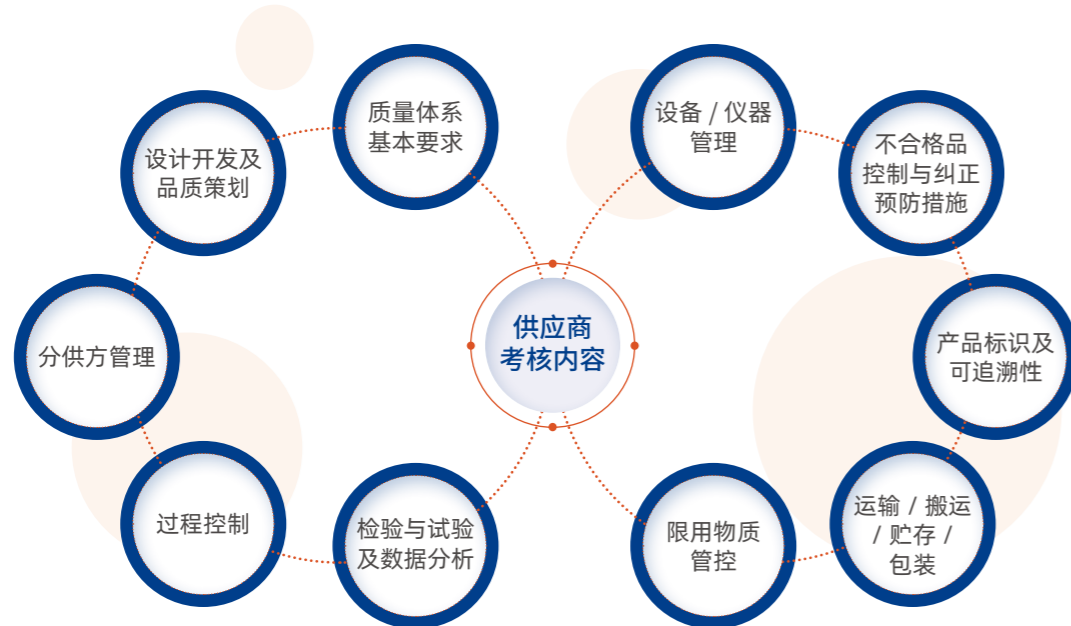 质量体系
基本要求
设备 / 仪器
管理
设计开发及
品质策划
不合格品
控制与纠正
预防措施
供应商
考核内容
分供方管理
产品标识及
可追溯性
过程控制
检验与试验
及数据分析
限用物质
管控
运输 / 搬运
/ 贮存 /
包装